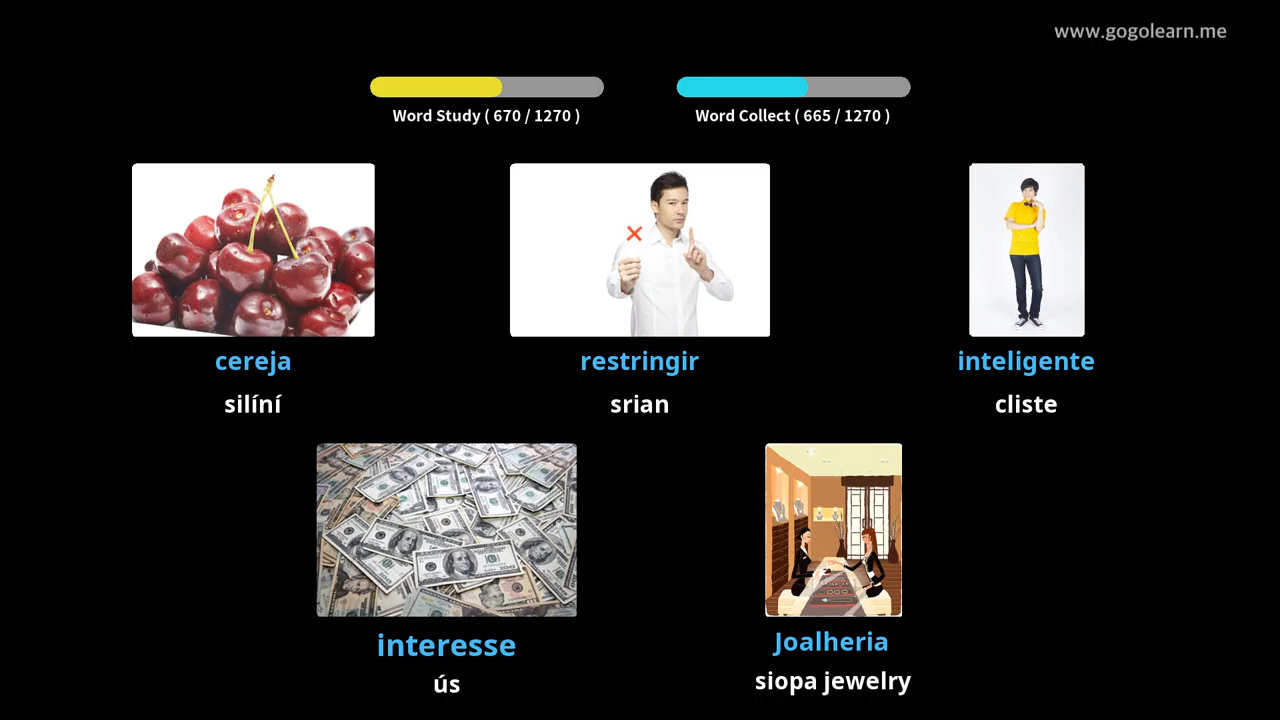 www.gogolearn.me
Word Study ( 670 / 1270 )
Word Collect ( 665 / 1270 )
cereja
restringir
inteligente
silíní
srian
cliste
interesse
Joalheria
ús
siopa jewelry